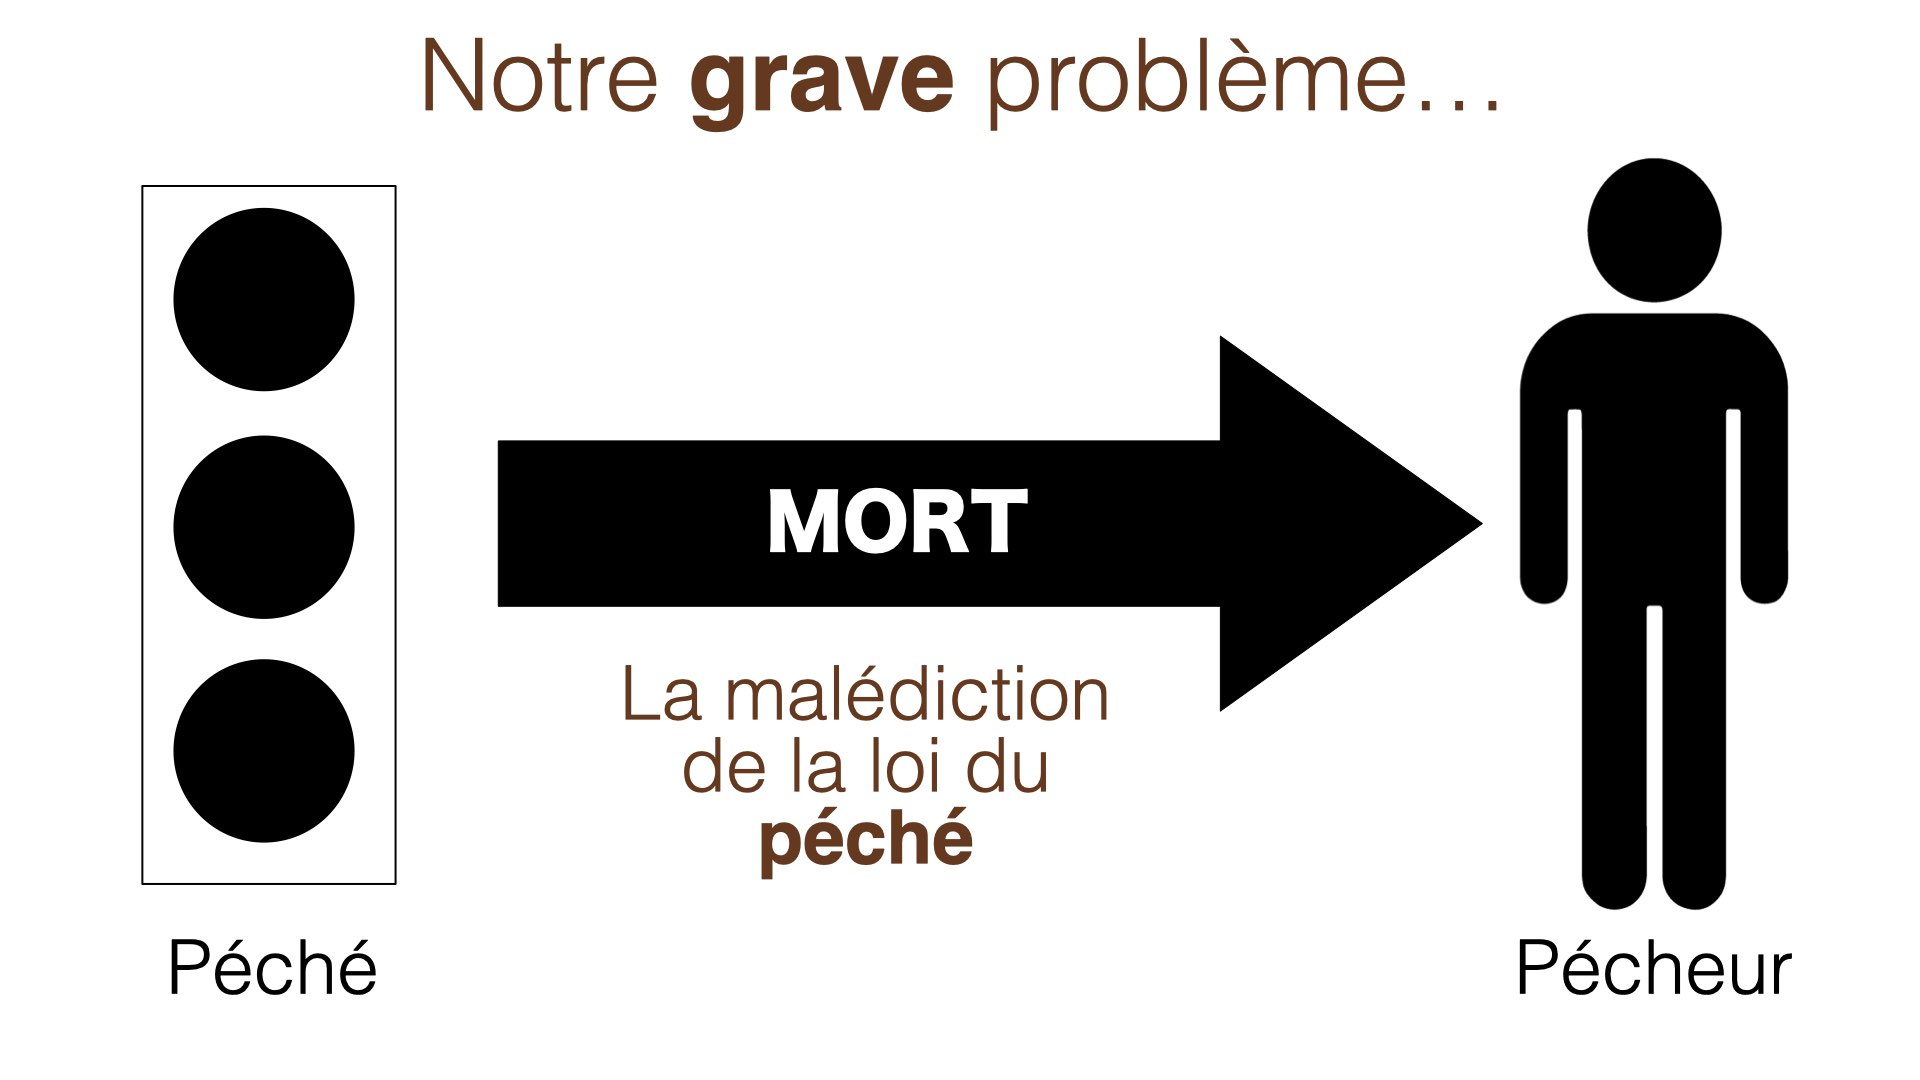 Notre grave problème…
MORT
La malédiction
de la loi du
péché
Péché
Pécheur